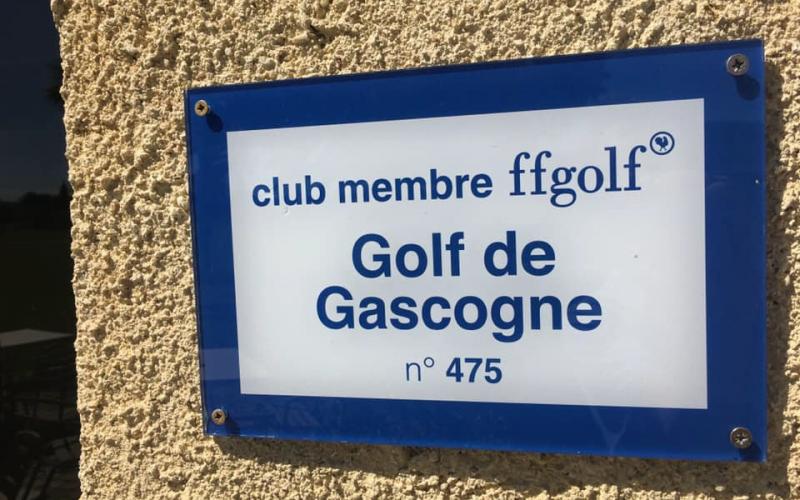 club membre ffgolf
Golf de
Gascogne
n° 475